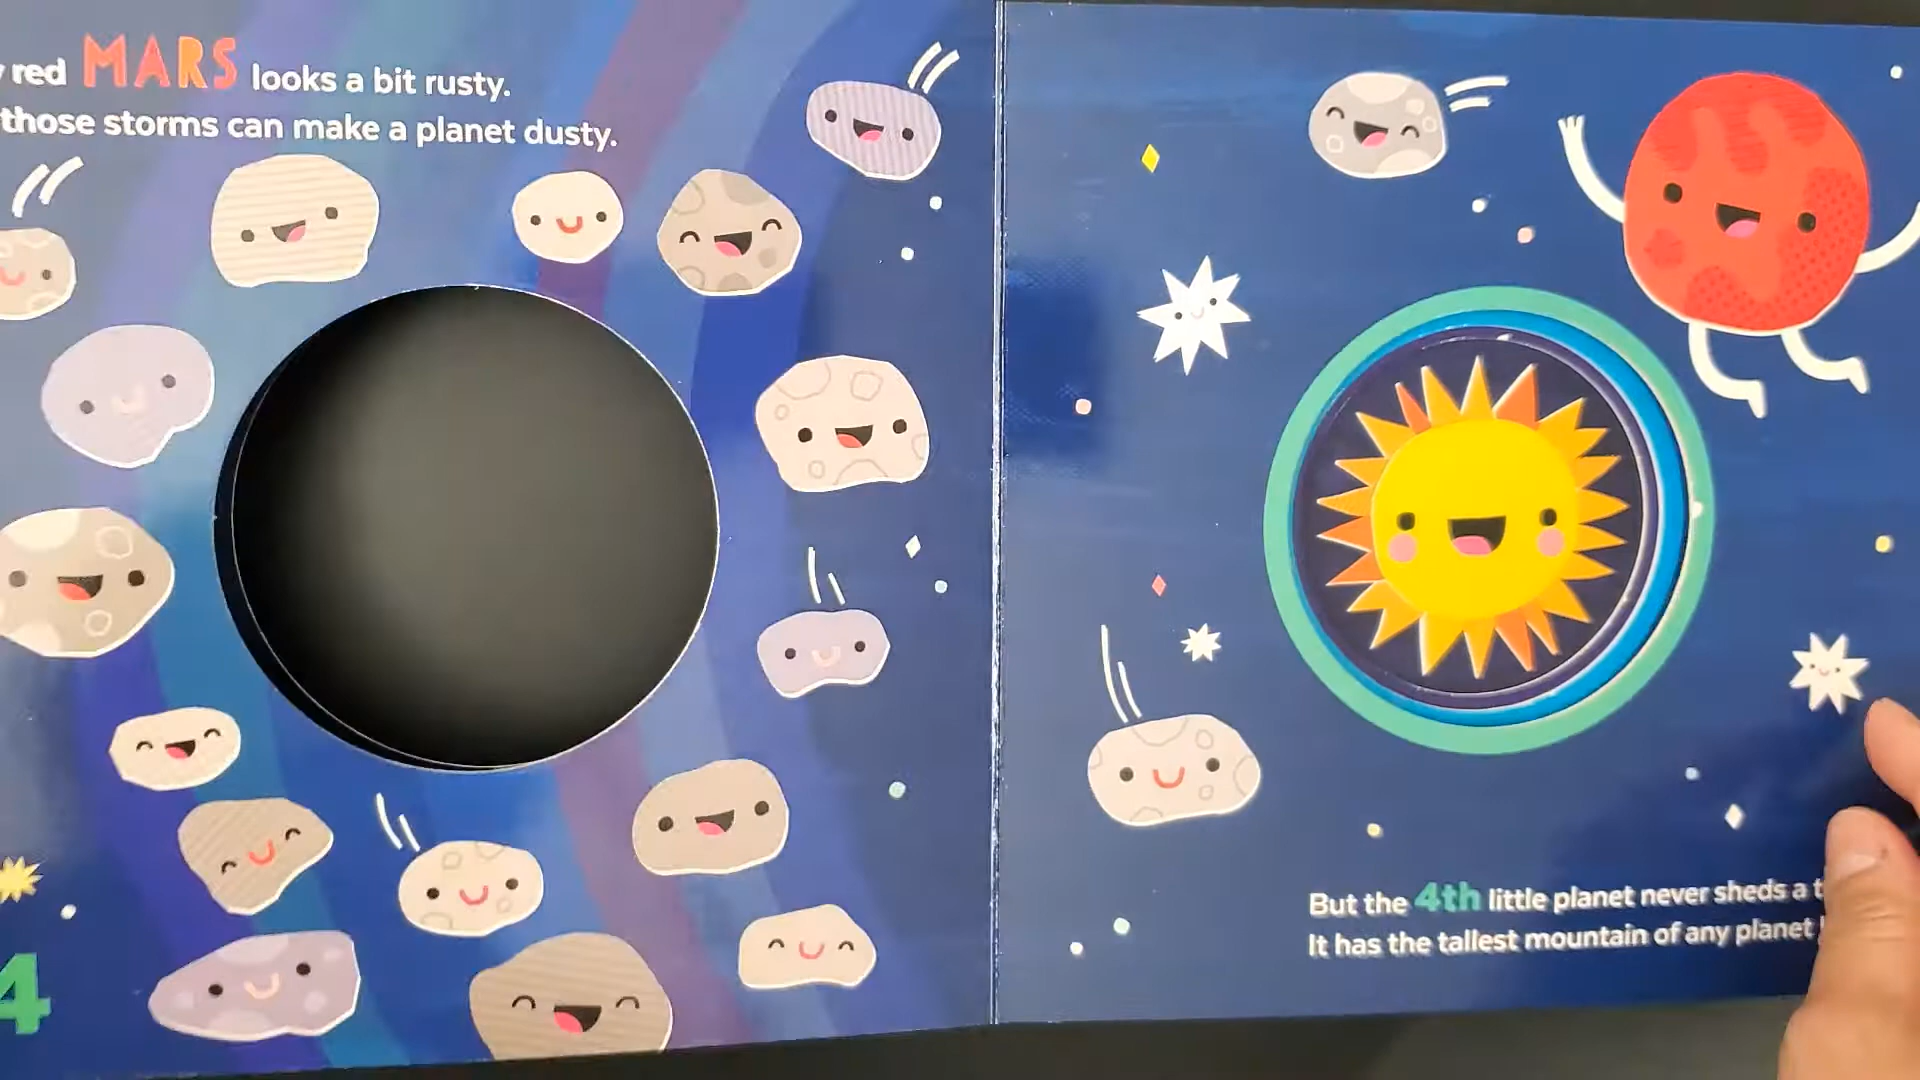 red MARS looks a bit rusty.
those storms can make a planet dusty.
4
But the 4th little planet never sheds a
It has the tallest mountain of any planet